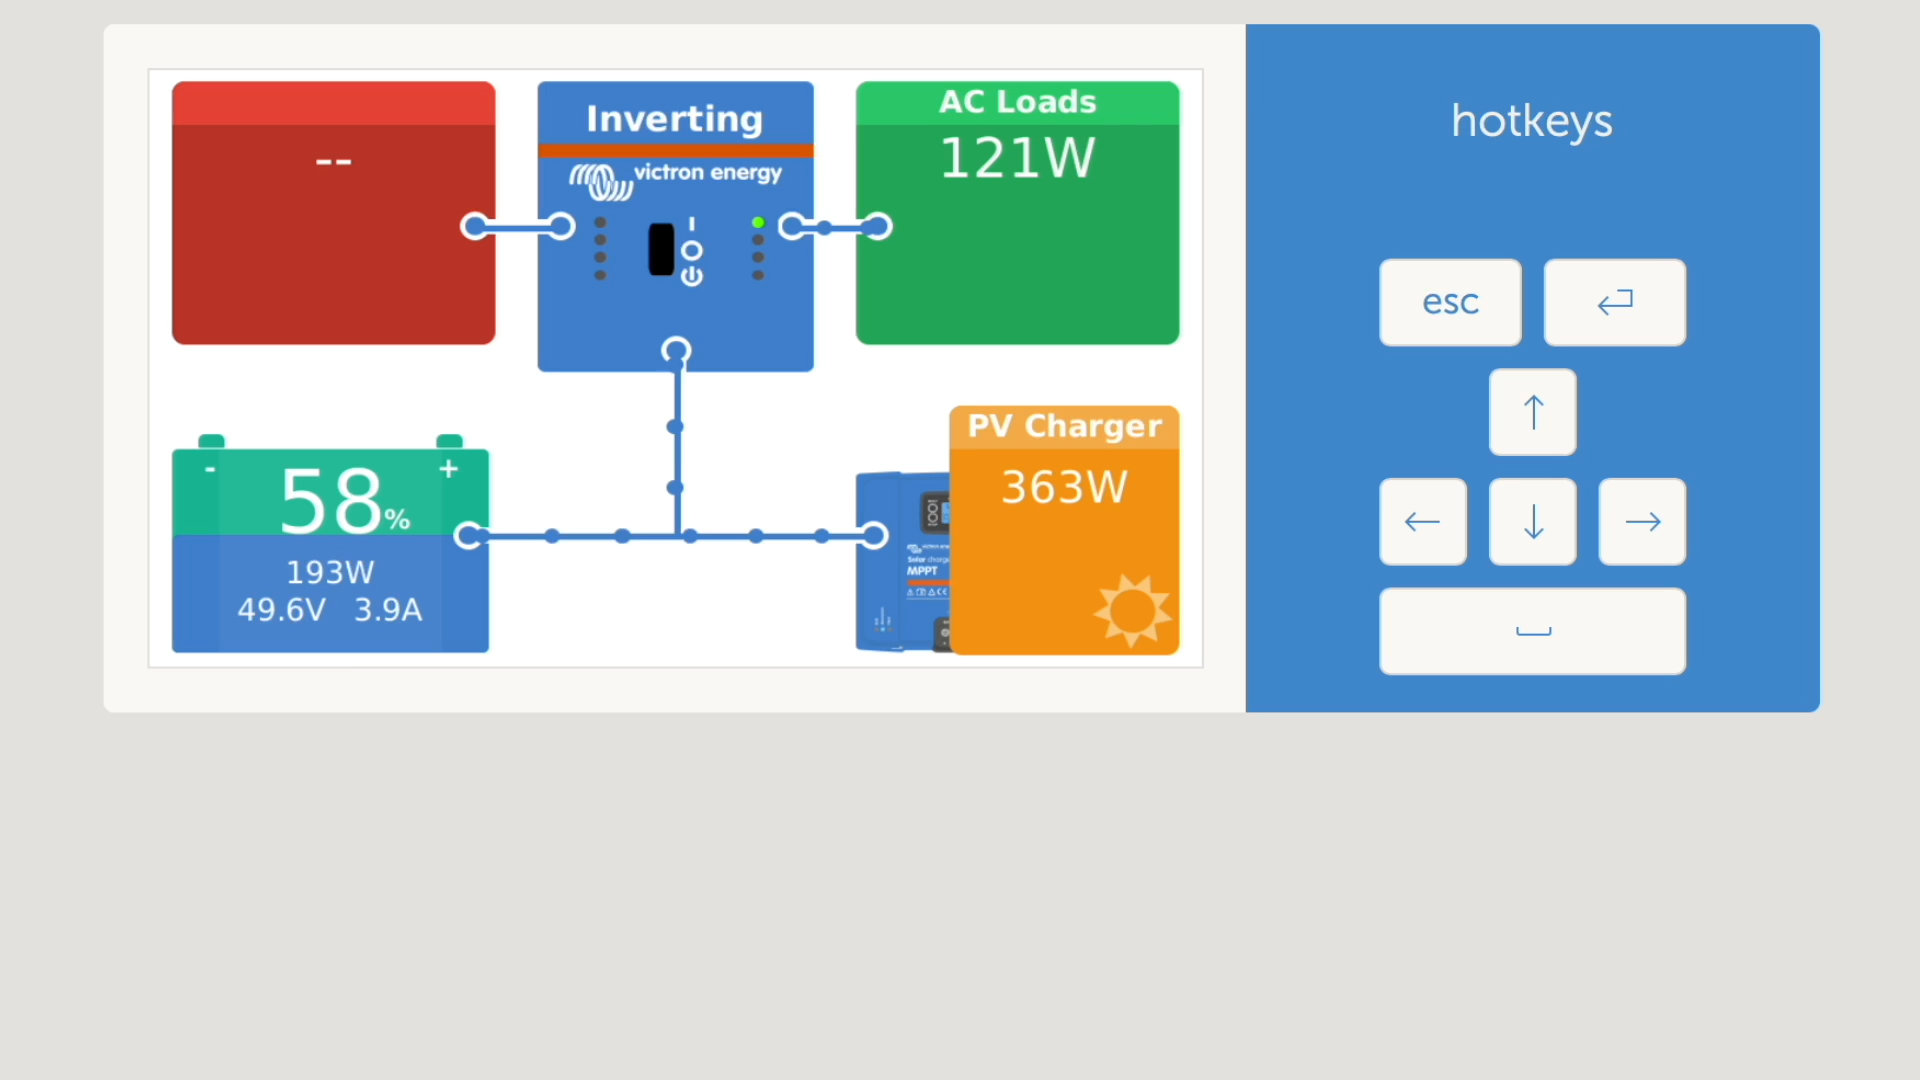 --
Inverting
victron energy
AC Loads
121W
hotkeys
esc
- 58% +
193W
49.6V 3.9A
PV Charger
363W
MPPT